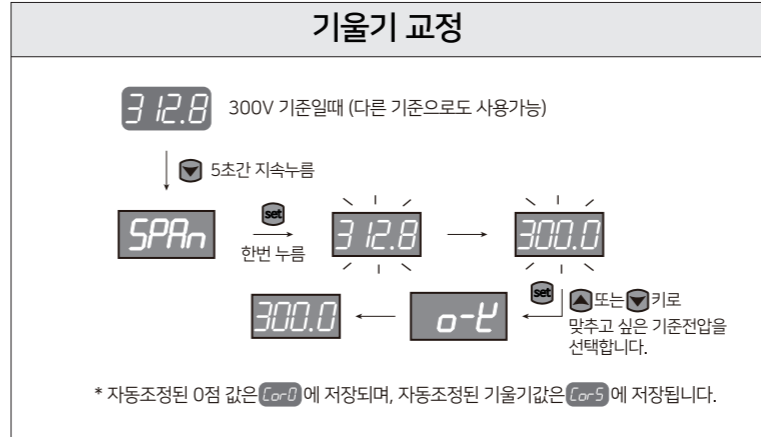 기울기 교정
312.8 300V 기준일때 (다른 기준으로도 사용가능)
5초간 지속누름
SPAn set 한번 누름 312.8 300.0
300.0 o-k set 또는 키로
맞추고 싶은 기준전압을
선택합니다.
* 자동조정된 0점 값은 Cor0 에 저장되며, 자동조정된 기울기값은 CorS 에 저장됩니다.